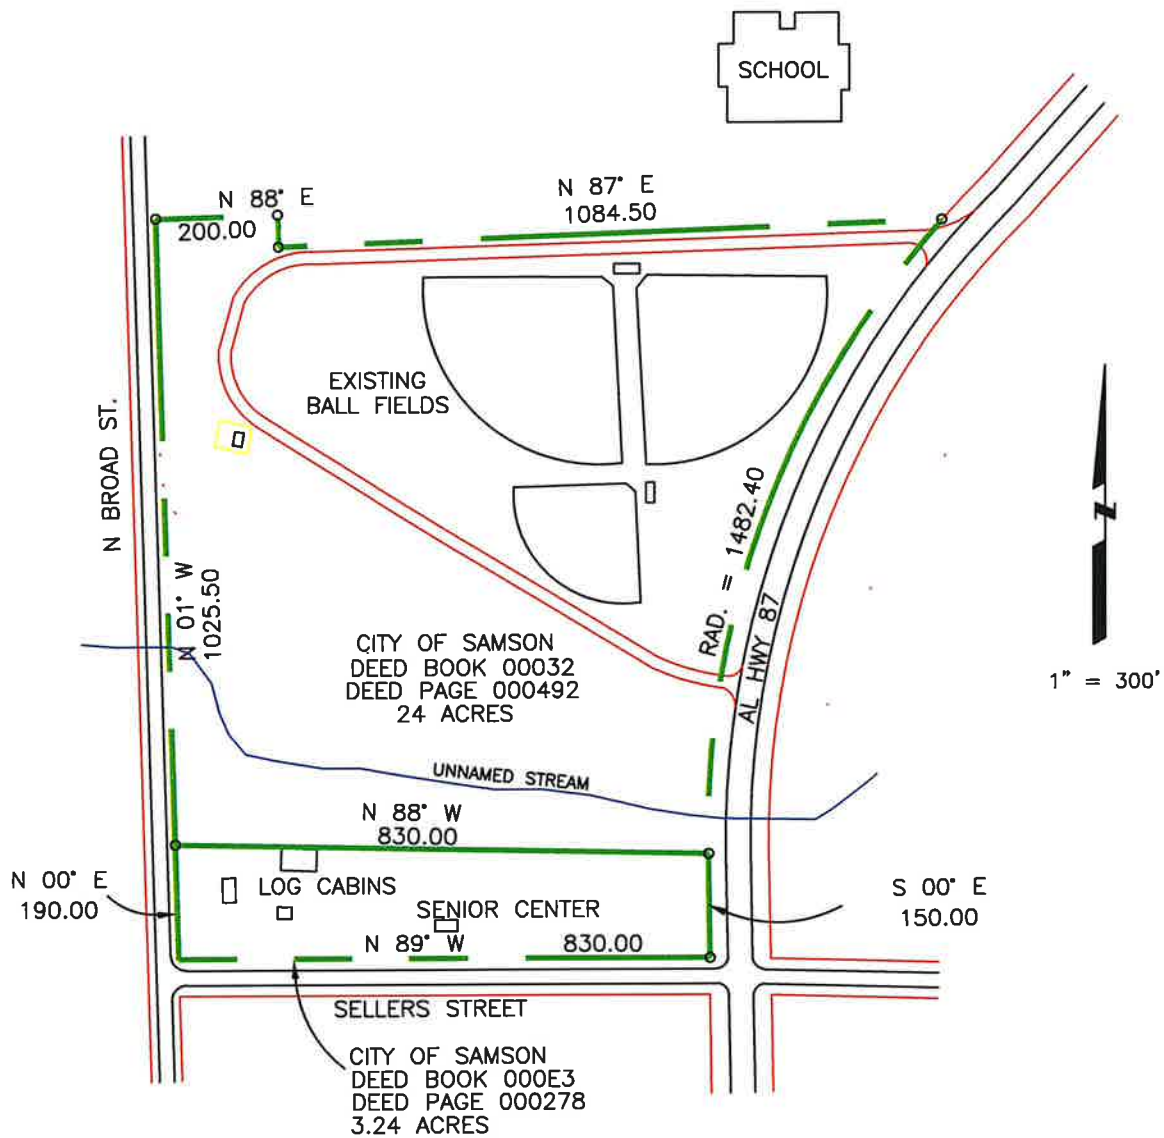 SCHOOL
N 88° E
200.00
N 87° E
1084.50
EXISTING
BALL FIELDS
N BROAD ST.
RAD. = 1482.40
N 01° W
1025.50
AL HWY 87
CITY OF SAMSON
DEED BOOK 00032
DEED PAGE 000492
24 ACRES
N
1" = 300'
UNNAMED STREAM
N 88° W
830.00
N 00° E
190.00
LOG CABINS
SENIOR CENTER
S 00° E
150.00
N 89° W
830.00
SELLERS STREET
CITY OF SAMSON
DEED BOOK 000E3
DEED PAGE 000278
3.24 ACRES